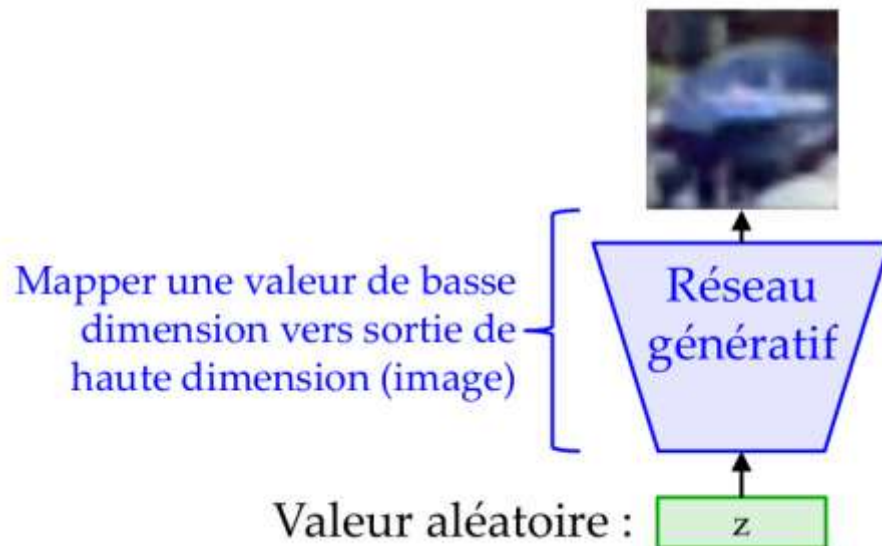 Mapper une valeur de basse
dimension vers sortie de
haute dimension (image)
Réseau
génératif
Valeur aléatoire :
z